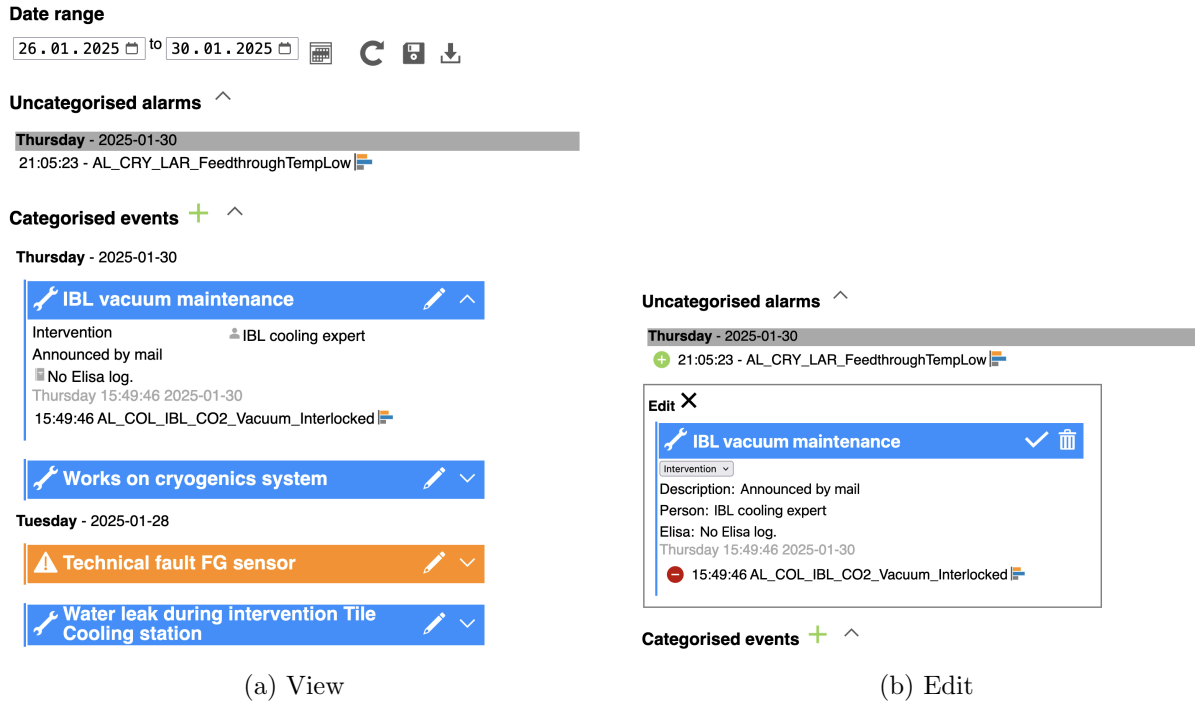 Date range
26.01.2025 to 30.01.2025
Uncategorised alarms
Thursday - 2025-01-30
21:05:23 - AL_CRY_LAR_FeedthroughTempLow
Categorised events
Thursday - 2025-01-30
IBL vacuum maintenance
Intervention IBL cooling expert
Announced by mail
No Elisa log.
Thursday 15:49:46 2025-01-30
15:49:46 AL_COL_IBL_CO2_Vacuum_Interlocked
Works on cryogenics system
Tuesday - 2025-01-28
Technical fault FG sensor
Water leak during intervention Tile
Cooling station
(a) View
Uncategorised alarms
Thursday - 2025-01-30
21:05:23 - AL_CRY_LAR_FeedthroughTempLow
Edit
IBL vacuum maintenance
Intervention
Description: Announced by mail
Person: IBL cooling expert
Elisa: No Elisa log.
Thursday 15:49:46 2025-01-30
15:49:46 AL_COL_IBL_CO2_Vacuum_Interlocked
Categorised events
(b) Edit